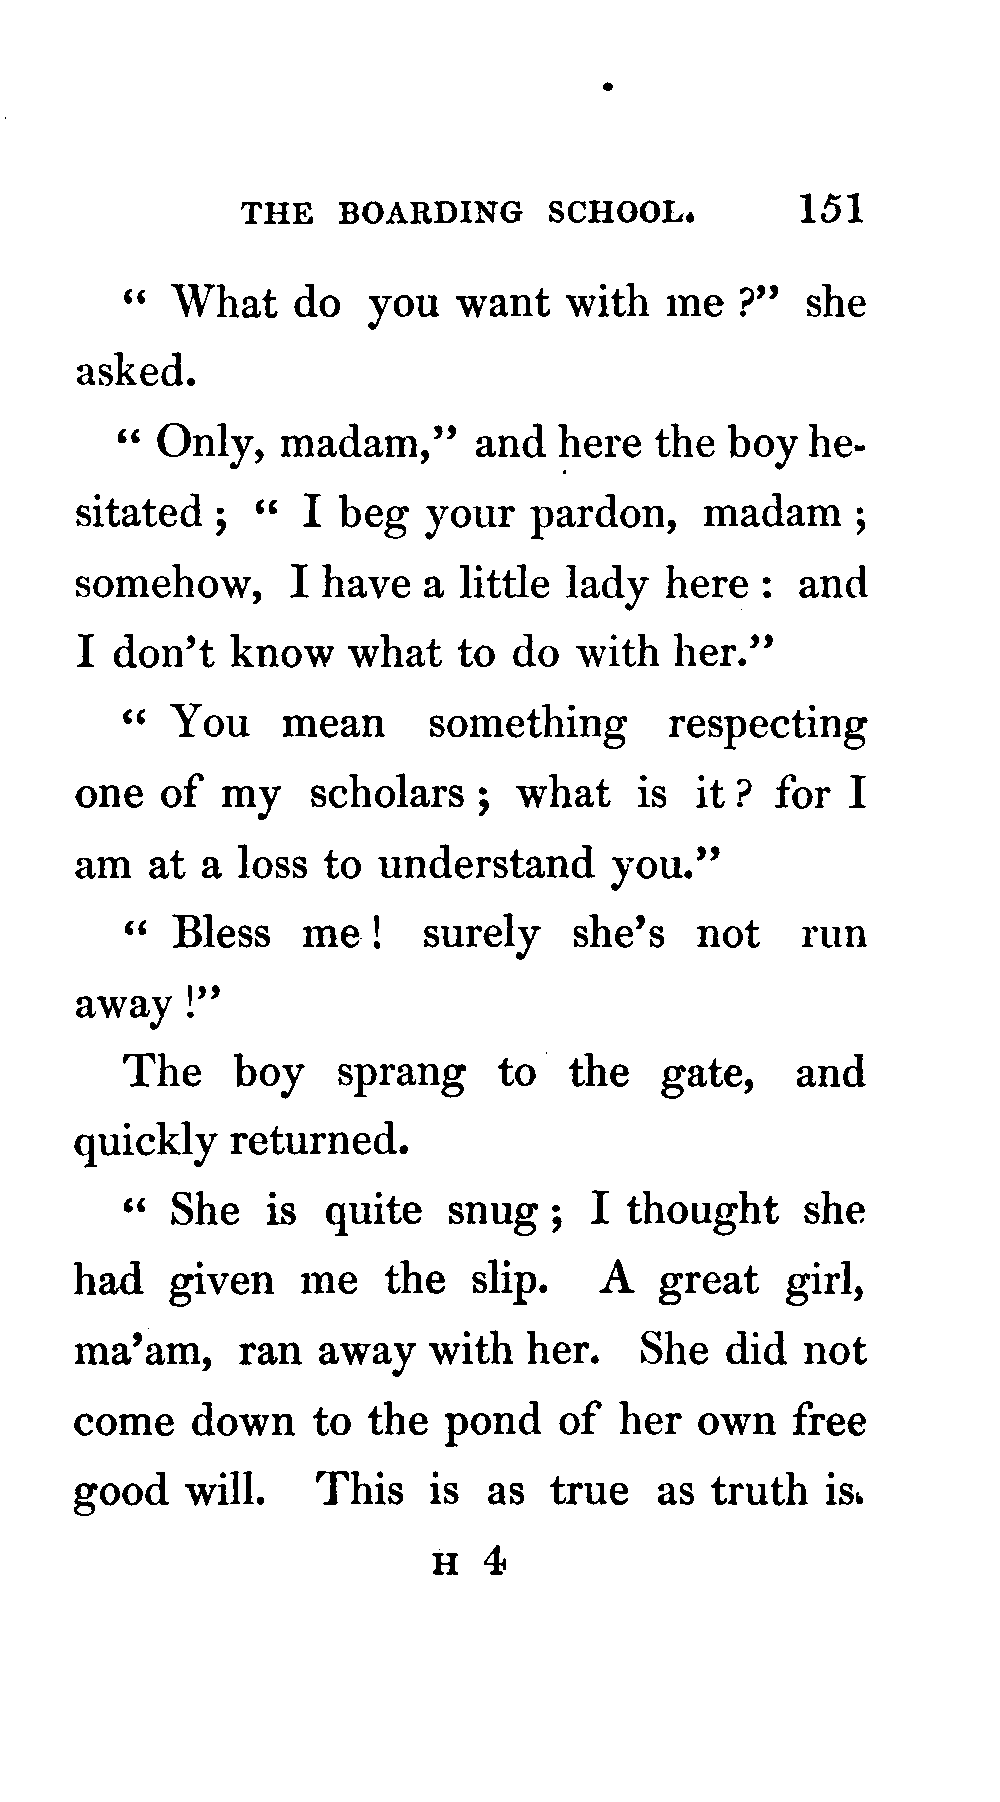 THE BOARDING SCHOOL. 151
“ What do you want with me ?” she
asked.
“ Only, madam,” and here the boy he-
sitated ; “ I beg your pardon, madam ;
somehow, I have a little lady here : and
I don’t know what to do with her.”
“ You mean something respecting
one of my scholars ; what is it ? for I
am at a loss to understand you.”
“ Bless me ! surely she’s not run
away !”
The boy sprang to the gate, and
quickly returned.
“ She is quite snug ; I thought she
had given me the slip. A great girl,
ma’am, ran away with her. She did not
come down to the pond of her own free
good will. This is as true as truth is.
H 4